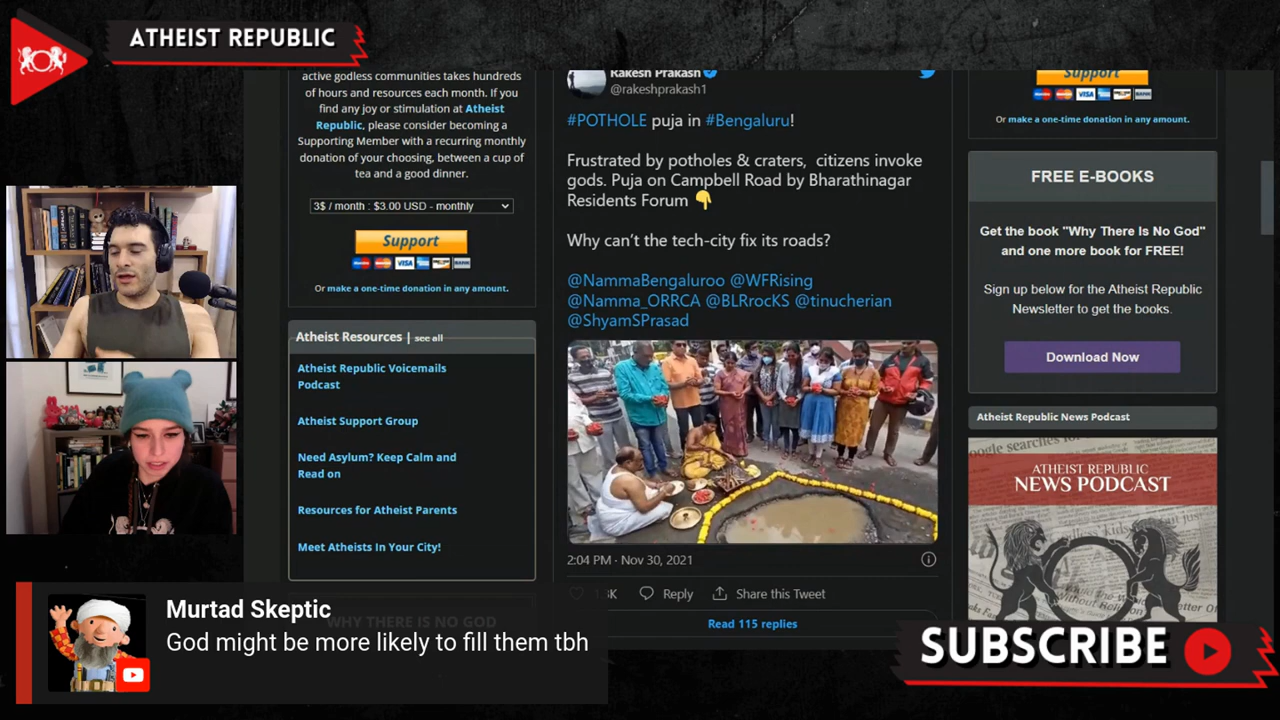 ATHEIST REPUBLIC
active godless communities takes hundreds
of hours and resources each month. If you
find any joy or stimulation at Atheist
Republic, please consider becoming a
Supporting Member with a recurring monthly
donation of your choosing, between a cup of
tea and a good dinner.
3$ / month : $3.00 USD - monthly
Support
VISA
BANK
Or make a one-time donation in any amount.
Atheist Resources | see all
Atheist Republic Voicemails
Podcast
Atheist Support Group
Need Asylum? Keep Calm and
Read on
Resources for Atheist Parents
Meet Atheists In Your City!
WHY THERE IS NO GOD
Rakesh Prakash
@rakeshprakash1
#POTHOLE puja in #Bengaluru!
Frustrated by potholes & craters, citizens invoke
gods. Puja on Campbell Road by Bharathinagar
Residents Forum 👇
Why can't the tech-city fix its roads?
@NammaBengaluroo @WFRising
@Namma_ORRCA @BLRrocKS @tinucherian
@ShyamSPrasad
2:04 PM · Nov 30, 2021
Reply
Share this Tweet
Read 115 replies
Support
VISA
BANK
Or make a one-time donation in any amount.
FREE E-BOOKS
Get the book "Why There Is No God"
and one more book for FREE!
Sign up below for the Atheist Republic
Newsletter to get the books.
Download Now
Atheist Republic News Podcast
ATHEIST REPUBLIC
NEWS PODCAST
Murtad Skeptic
God might be more likely to fill them tbh
SUBSCRIBE